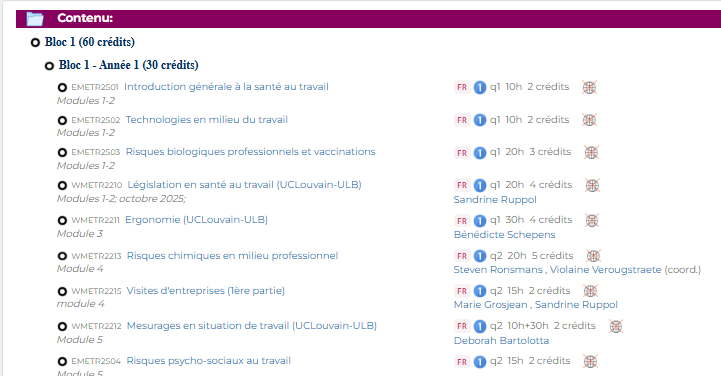 Contenu:
Bloc 1 (60 crédits)
Bloc 1 - Année 1 (30 crédits)
EMETR2501 Introduction générale à la santé au travail FR 1 q1 10h 2 crédits
Modules 1-2
EMETR2502 Technologies en milieu du travail FR 1 q1 10h 2 crédits
Modules 1-2
EMETR2503 Risques biologiques professionnels et vaccinations FR 1 q1 20h 3 crédits
Modules 1-2
WMETR2210 Législation en santé au travail (UCLouvain-ULB) FR 1 q1 20h 4 crédits
Modules 1-2; octobre 2025; Sandrine Ruppol
WMETR2211 Ergonomie (UCLouvain-ULB) FR 1 q1 30h 4 crédits
Module 3 Bénédicte Schepens
WMETR2213 Risques chimiques en milieu professionnel FR 1 q2 20h 5 crédits
Module 4 Steven Ronsmans , Violaine Verougstraete (coord.)
WMETR2215 Visites d'entreprises (1ère partie) FR 1 q2 15h 2 crédits
module 4 Marie Grosjean , Sandrine Ruppol
WMETR2212 Mesurages en situation de travail (UCLouvain-ULB) FR 1 q2 10h+30h 2 crédits
Module 5 Deborah Bartolotta
EMETR2504 Risques psycho-sociaux au travail FR 1 q2 15h 2 crédits
Module 5